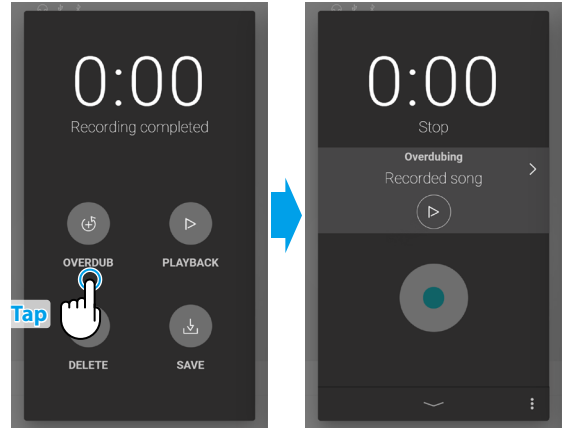 0:00
Recording completed
OVERDUB
PLAYBACK
Tap
DELETE
SAVE
0:00
Stop
Overdubing
Recorded song